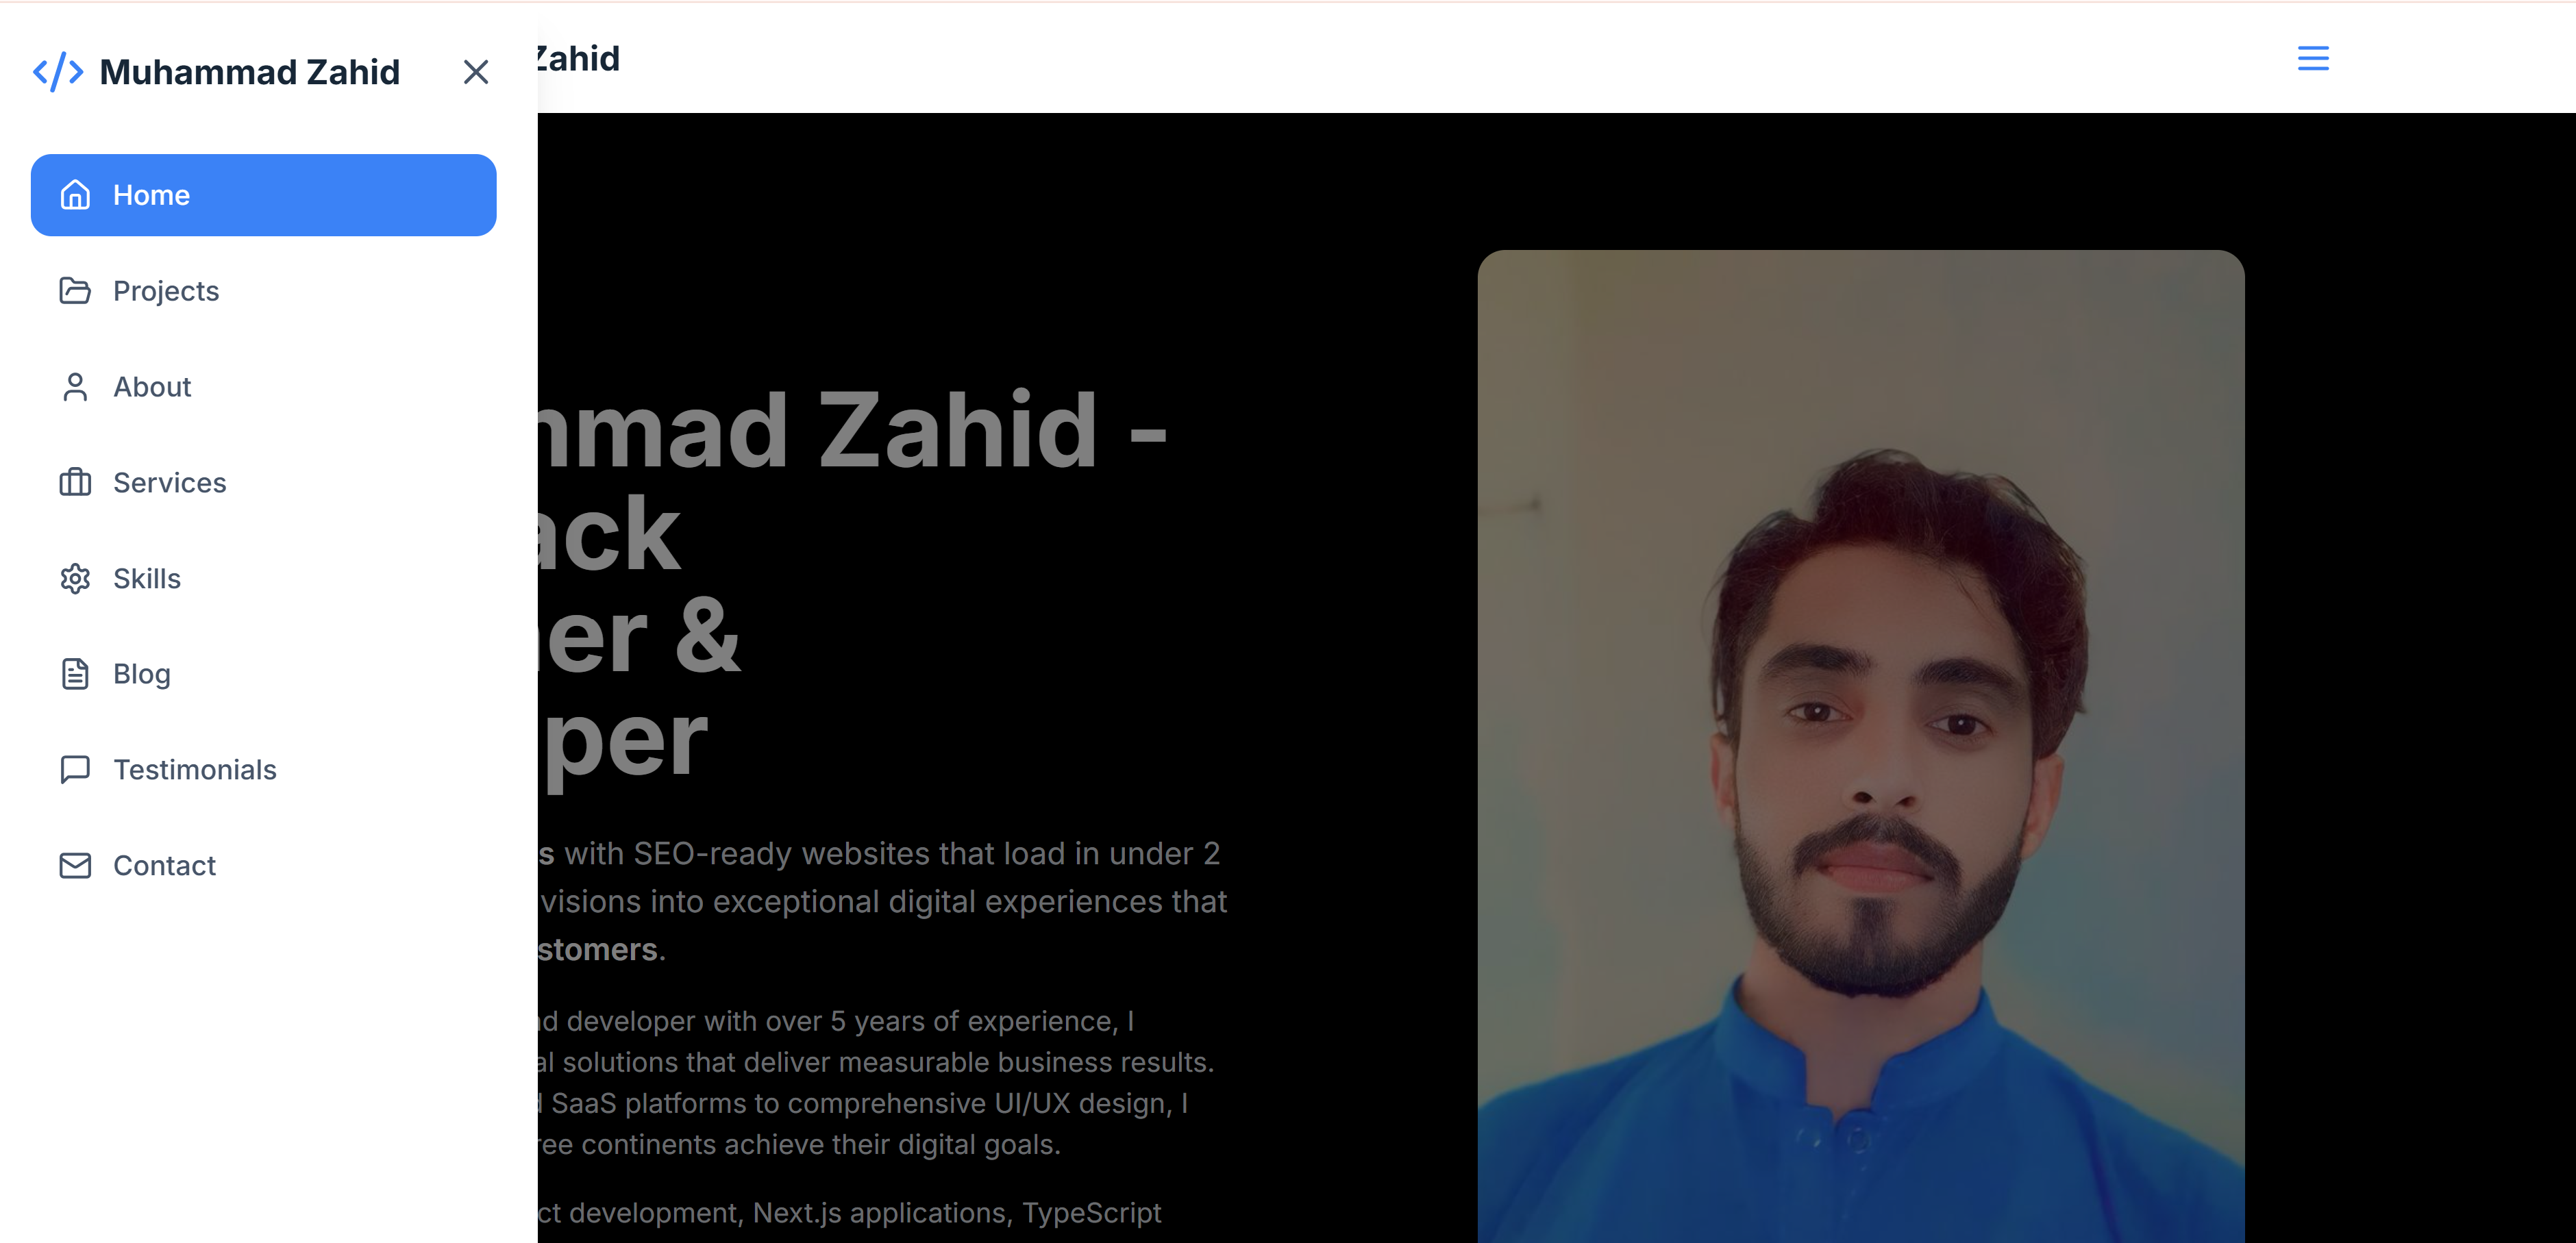 Muhammad Zahid
Zahid
Home
Projects
About
Services
Skills
Blog
Testimonials
Contact
mad Zahid -
ack
er &
per
s with SEO-ready websites that load in under 2
visions into exceptional digital experiences that
stomers.
nd developer with over 5 years of experience, I
al solutions that deliver measurable business results.
SaaS platforms to comprehensive UI/UX design, I
ree continents achieve their digital goals.
ct development, Next.js applications, TypeScript